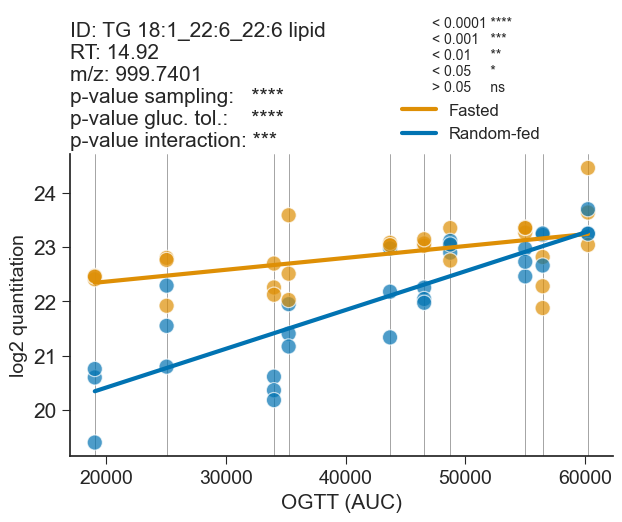 ID: TG 18:1_22:6_22:6 lipid
RT: 14.92
m/z: 999.7401
p-value sampling: ****
p-value gluc. tol.: ****
p-value interaction: ***
< 0.0001 ****
< 0.001 ***
< 0.01 **
< 0.05 *
> 0.05 ns
Fasted
Random-fed
log2 quantitation
24
23
22
21
20
20000 30000 40000 50000 60000
OGTT (AUC)